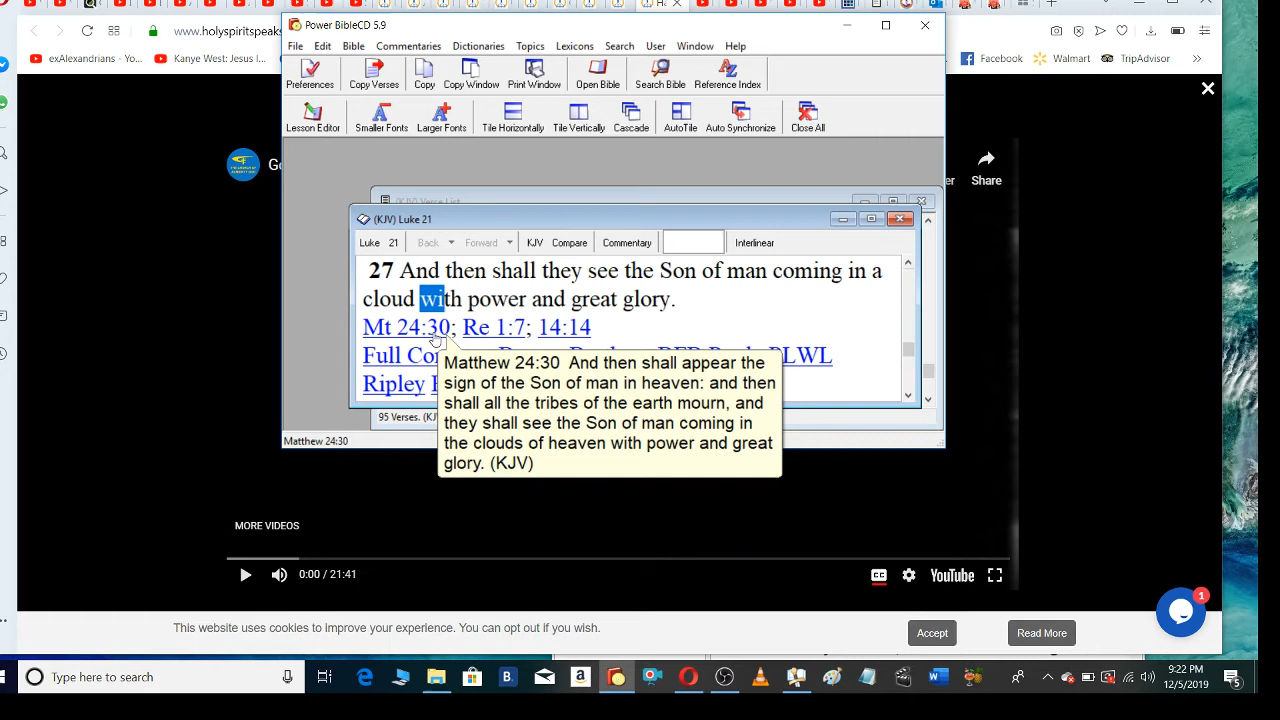 Power BibleCD 5.9
www.holyspiritspeaks
File Edit Bible Commentaries Dictionaries Topics Lexicons Search User Window Help
exAlexandrians - Yo... Kanye West: Jesus I... Facebook Walmart TripAdvisor
Preferences Copy Verses Copy Copy Window Print Window Open Bible Search Bible Reference Index
Lesson Editor Smaller Fonts Larger Fonts Tile Horizontally Tile Vertically Cascade AutoTile Auto Synchronize Close All
Share
(KJV) Verse List
(KJV) Luke 21
Luke 21 Back Forward KJV Compare Commentary Interlinear
27 And then shall they see the Son of man coming in a
cloud with power and great glory.
Mt 24:30; Re 1:7; 14:14
Full PLWL
Ripley
Matthew 24:30 And then shall appear the
sign of the Son of man in heaven: and then
shall all the tribes of the earth mourn, and
they shall see the Son of man coming in
the clouds of heaven with power and great
glory. (KJV)
95 Verses.
Matthew 24:30
MORE VIDEOS
0:00 / 21:41 CC YouTube
1
This website uses cookies to improve your experience. You can opt out if you wish. Accept Read More
Type here to search
9:22 PM
12/5/2019
5